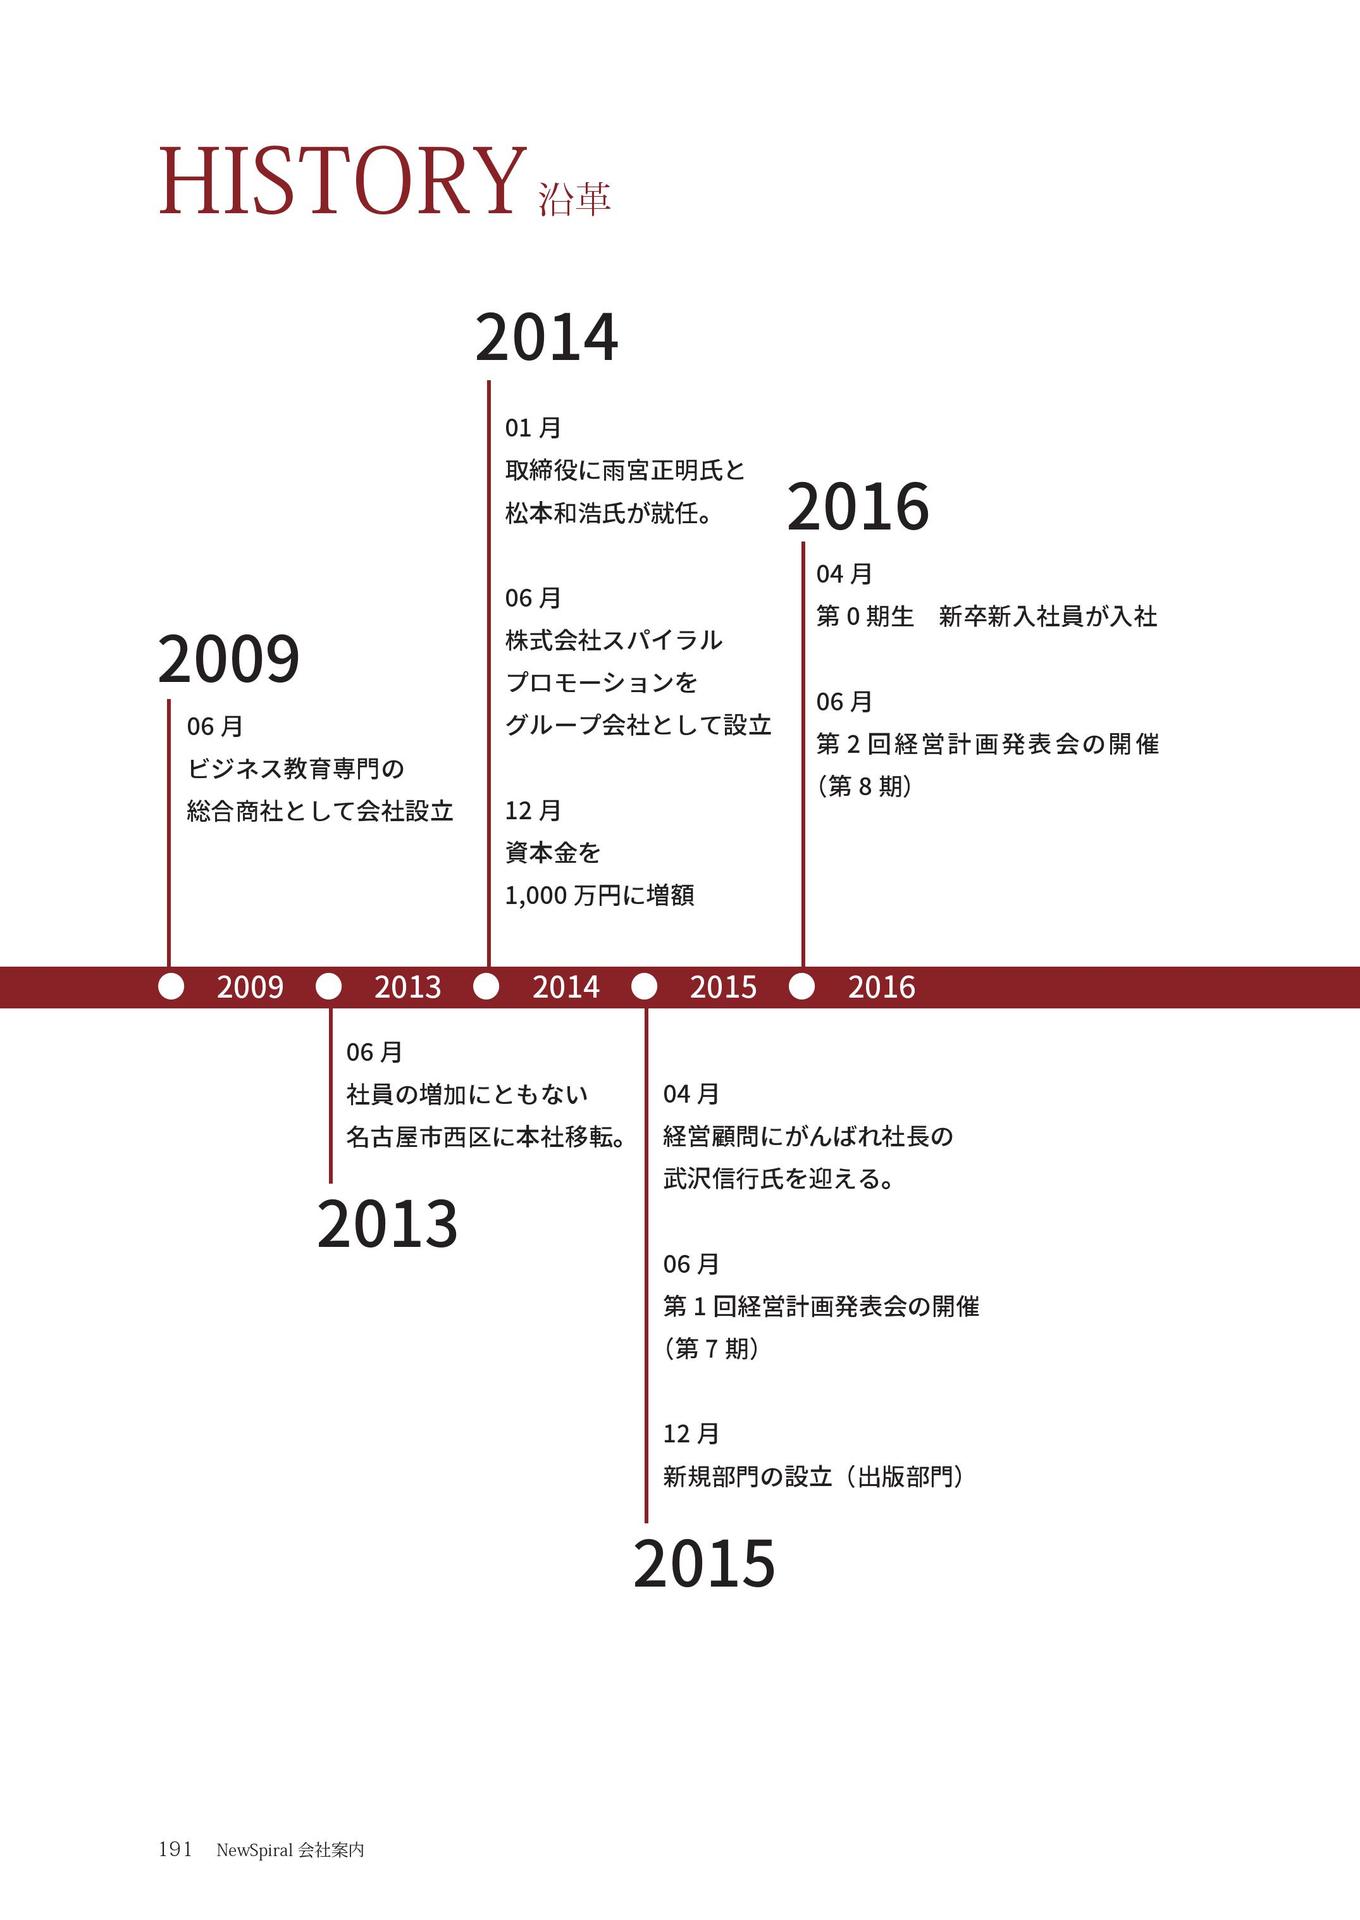 HISTORY 沿革
2014
01 月
取締役に雨宮正明氏と
松本和浩氏が就任。
06 月
株式会社スパイラル
プロモーションを
グループ会社として設立
12 月
資本金を
1,000 万円に増額
2016
04 月
第 0 期生　新卒新入社員が入社
06 月
第 2 回経営計画発表会の開催
（第 8 期）
2009
06 月
ビジネス教育専門の
総合商社として会社設立
2009 2013 2014 2015 2016
06 月
社員の増加にともない
名古屋市西区に本社移転。
2013
04 月
経営顧問にがんばれ社長の
武沢信行氏を迎える。
06 月
第 1 回経営計画発表会の開催
（第 7 期）
12 月
新規部門の設立（出版部門）
2015
191 NewSpiral 会社案内